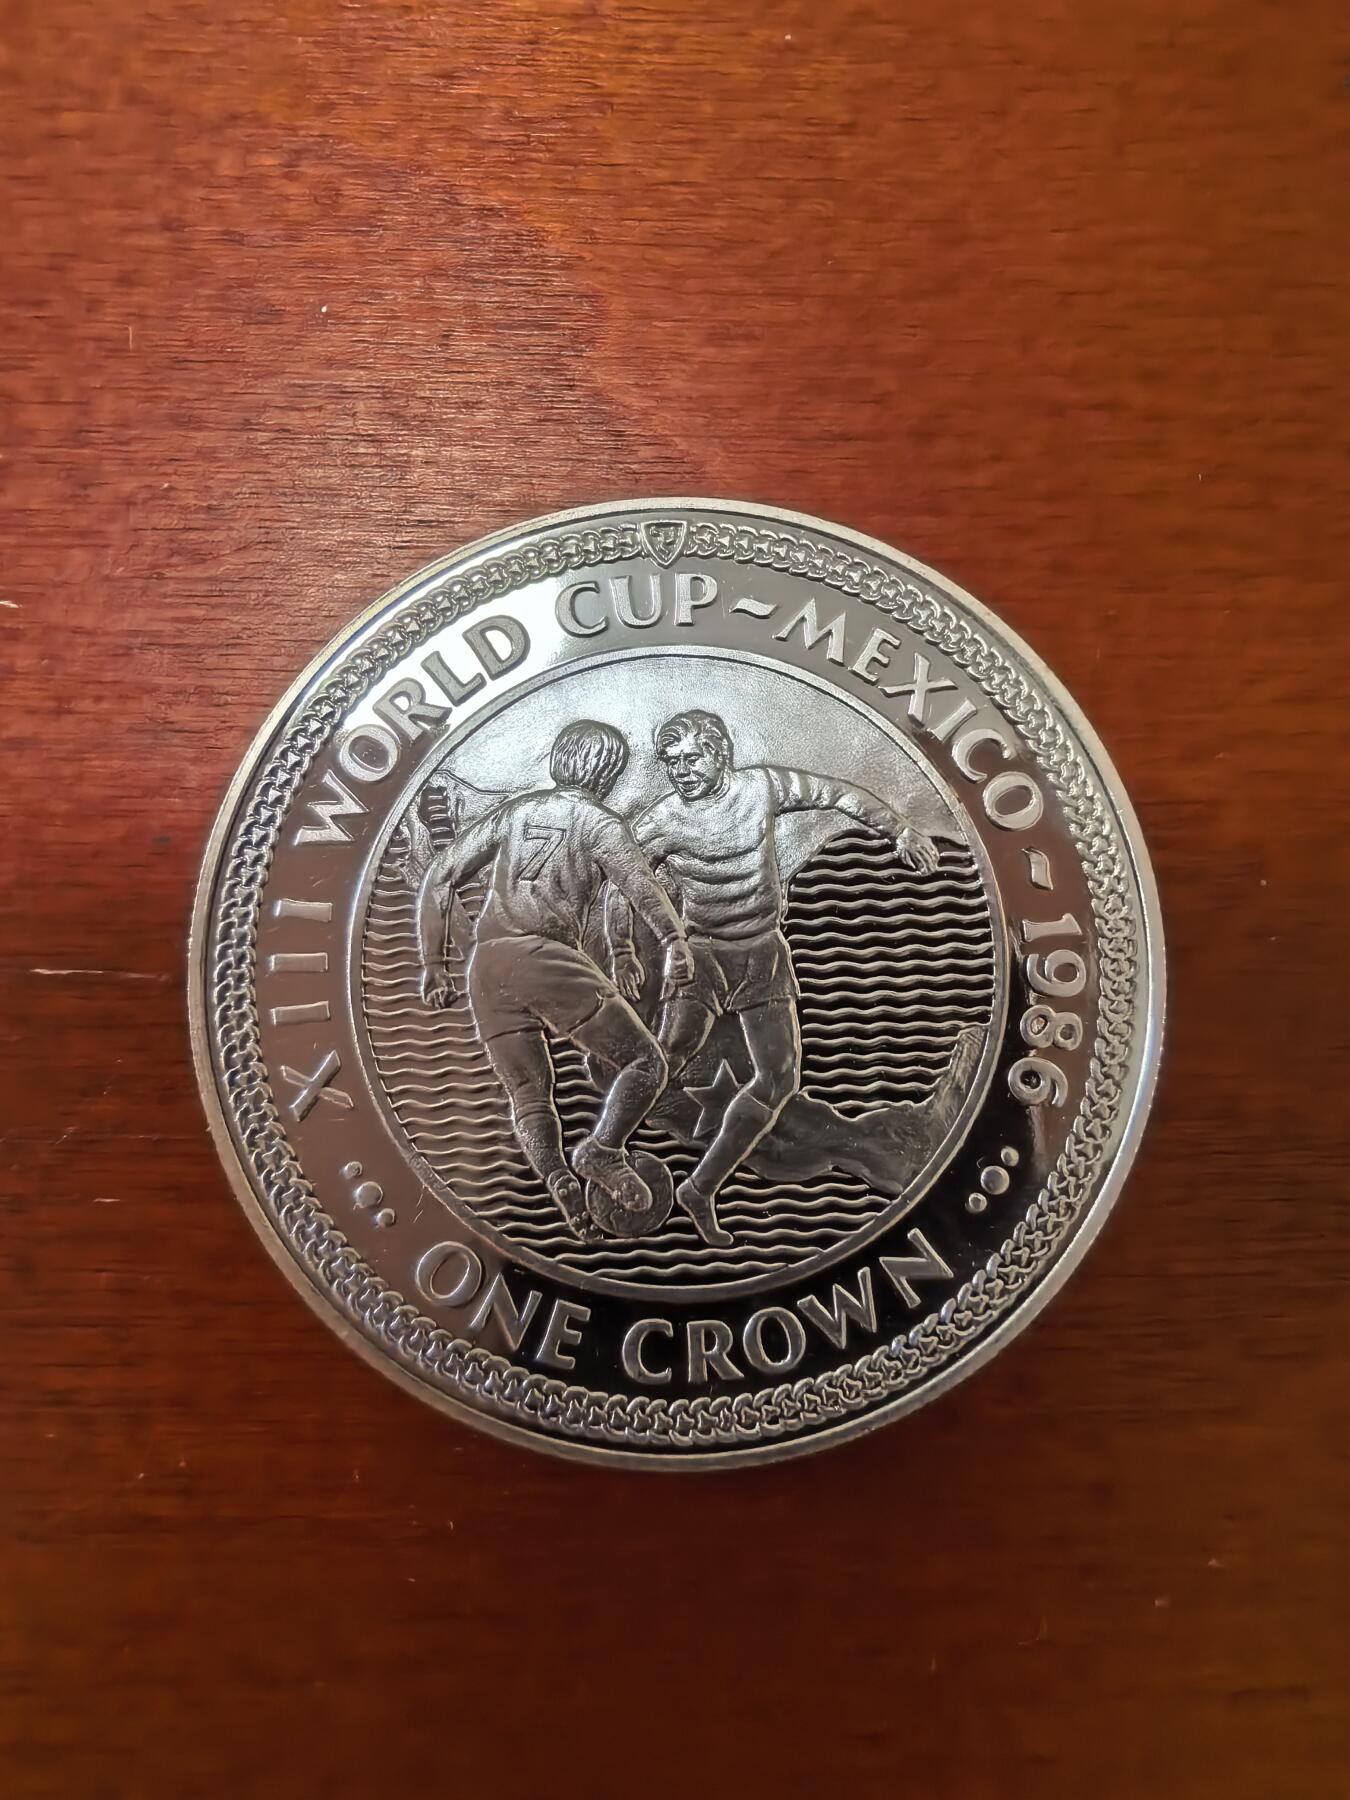 XIII WORLD CUP ~ MEXICO ~ 1986
7
ONE CROWN